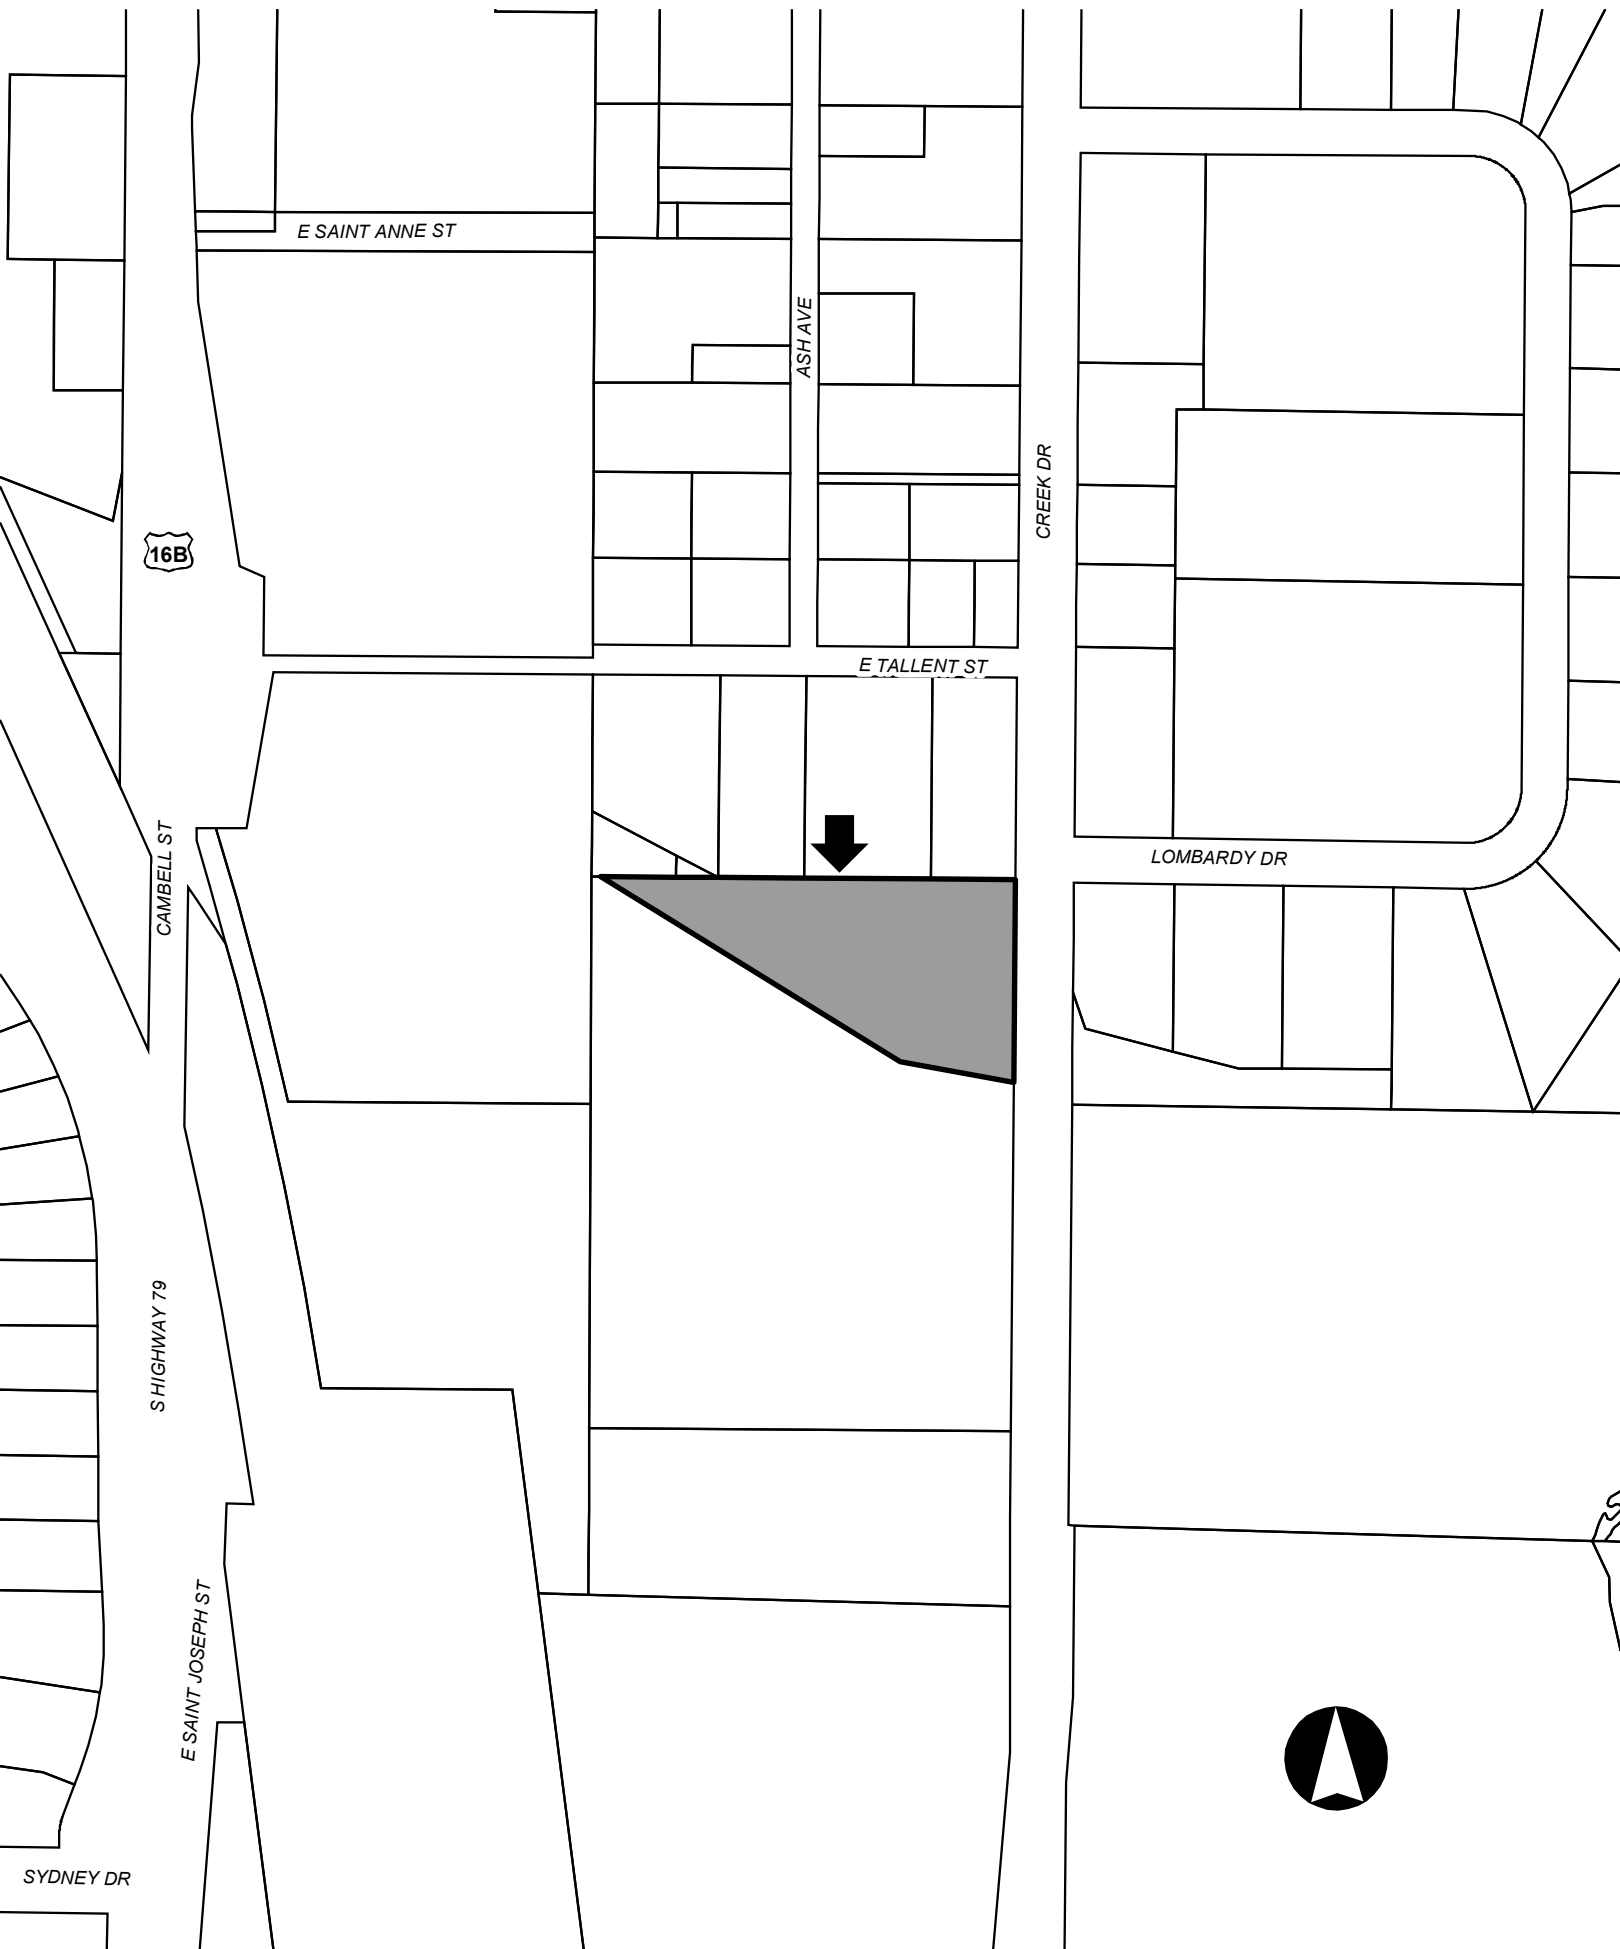 E SAINT ANNE ST
ASH AVE
CREEK DR
16B
E TALLENT ST
CAMBELL ST
LOMBARDY DR
S HIGHWAY 79
E SAINT JOSEPH ST
SYDNEY DR